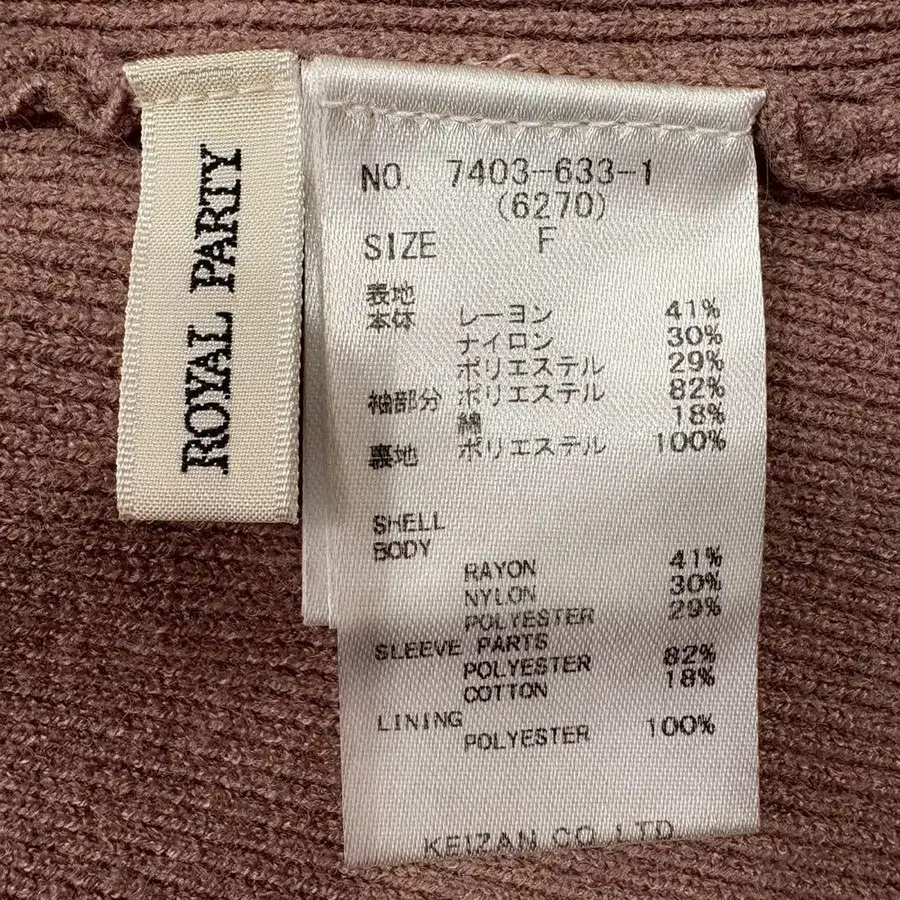 ROYAL PARTY
NO. 7403-633-1
(6270)
SIZE F
表地
本体 レーヨン 41%
ナイロン 30%
ポリエステル 29%
袖部分 ポリエステル 82%
綿 18%
裏地 ポリエステル 100%
SHELL
BODY
RAYON 41%
NYLON 30%
POLYESTER 29%
SLEEVE PARTS
POLYESTER 82%
COTTON 18%
LINING
POLYESTER 100%
KEIZAN CO.LTD